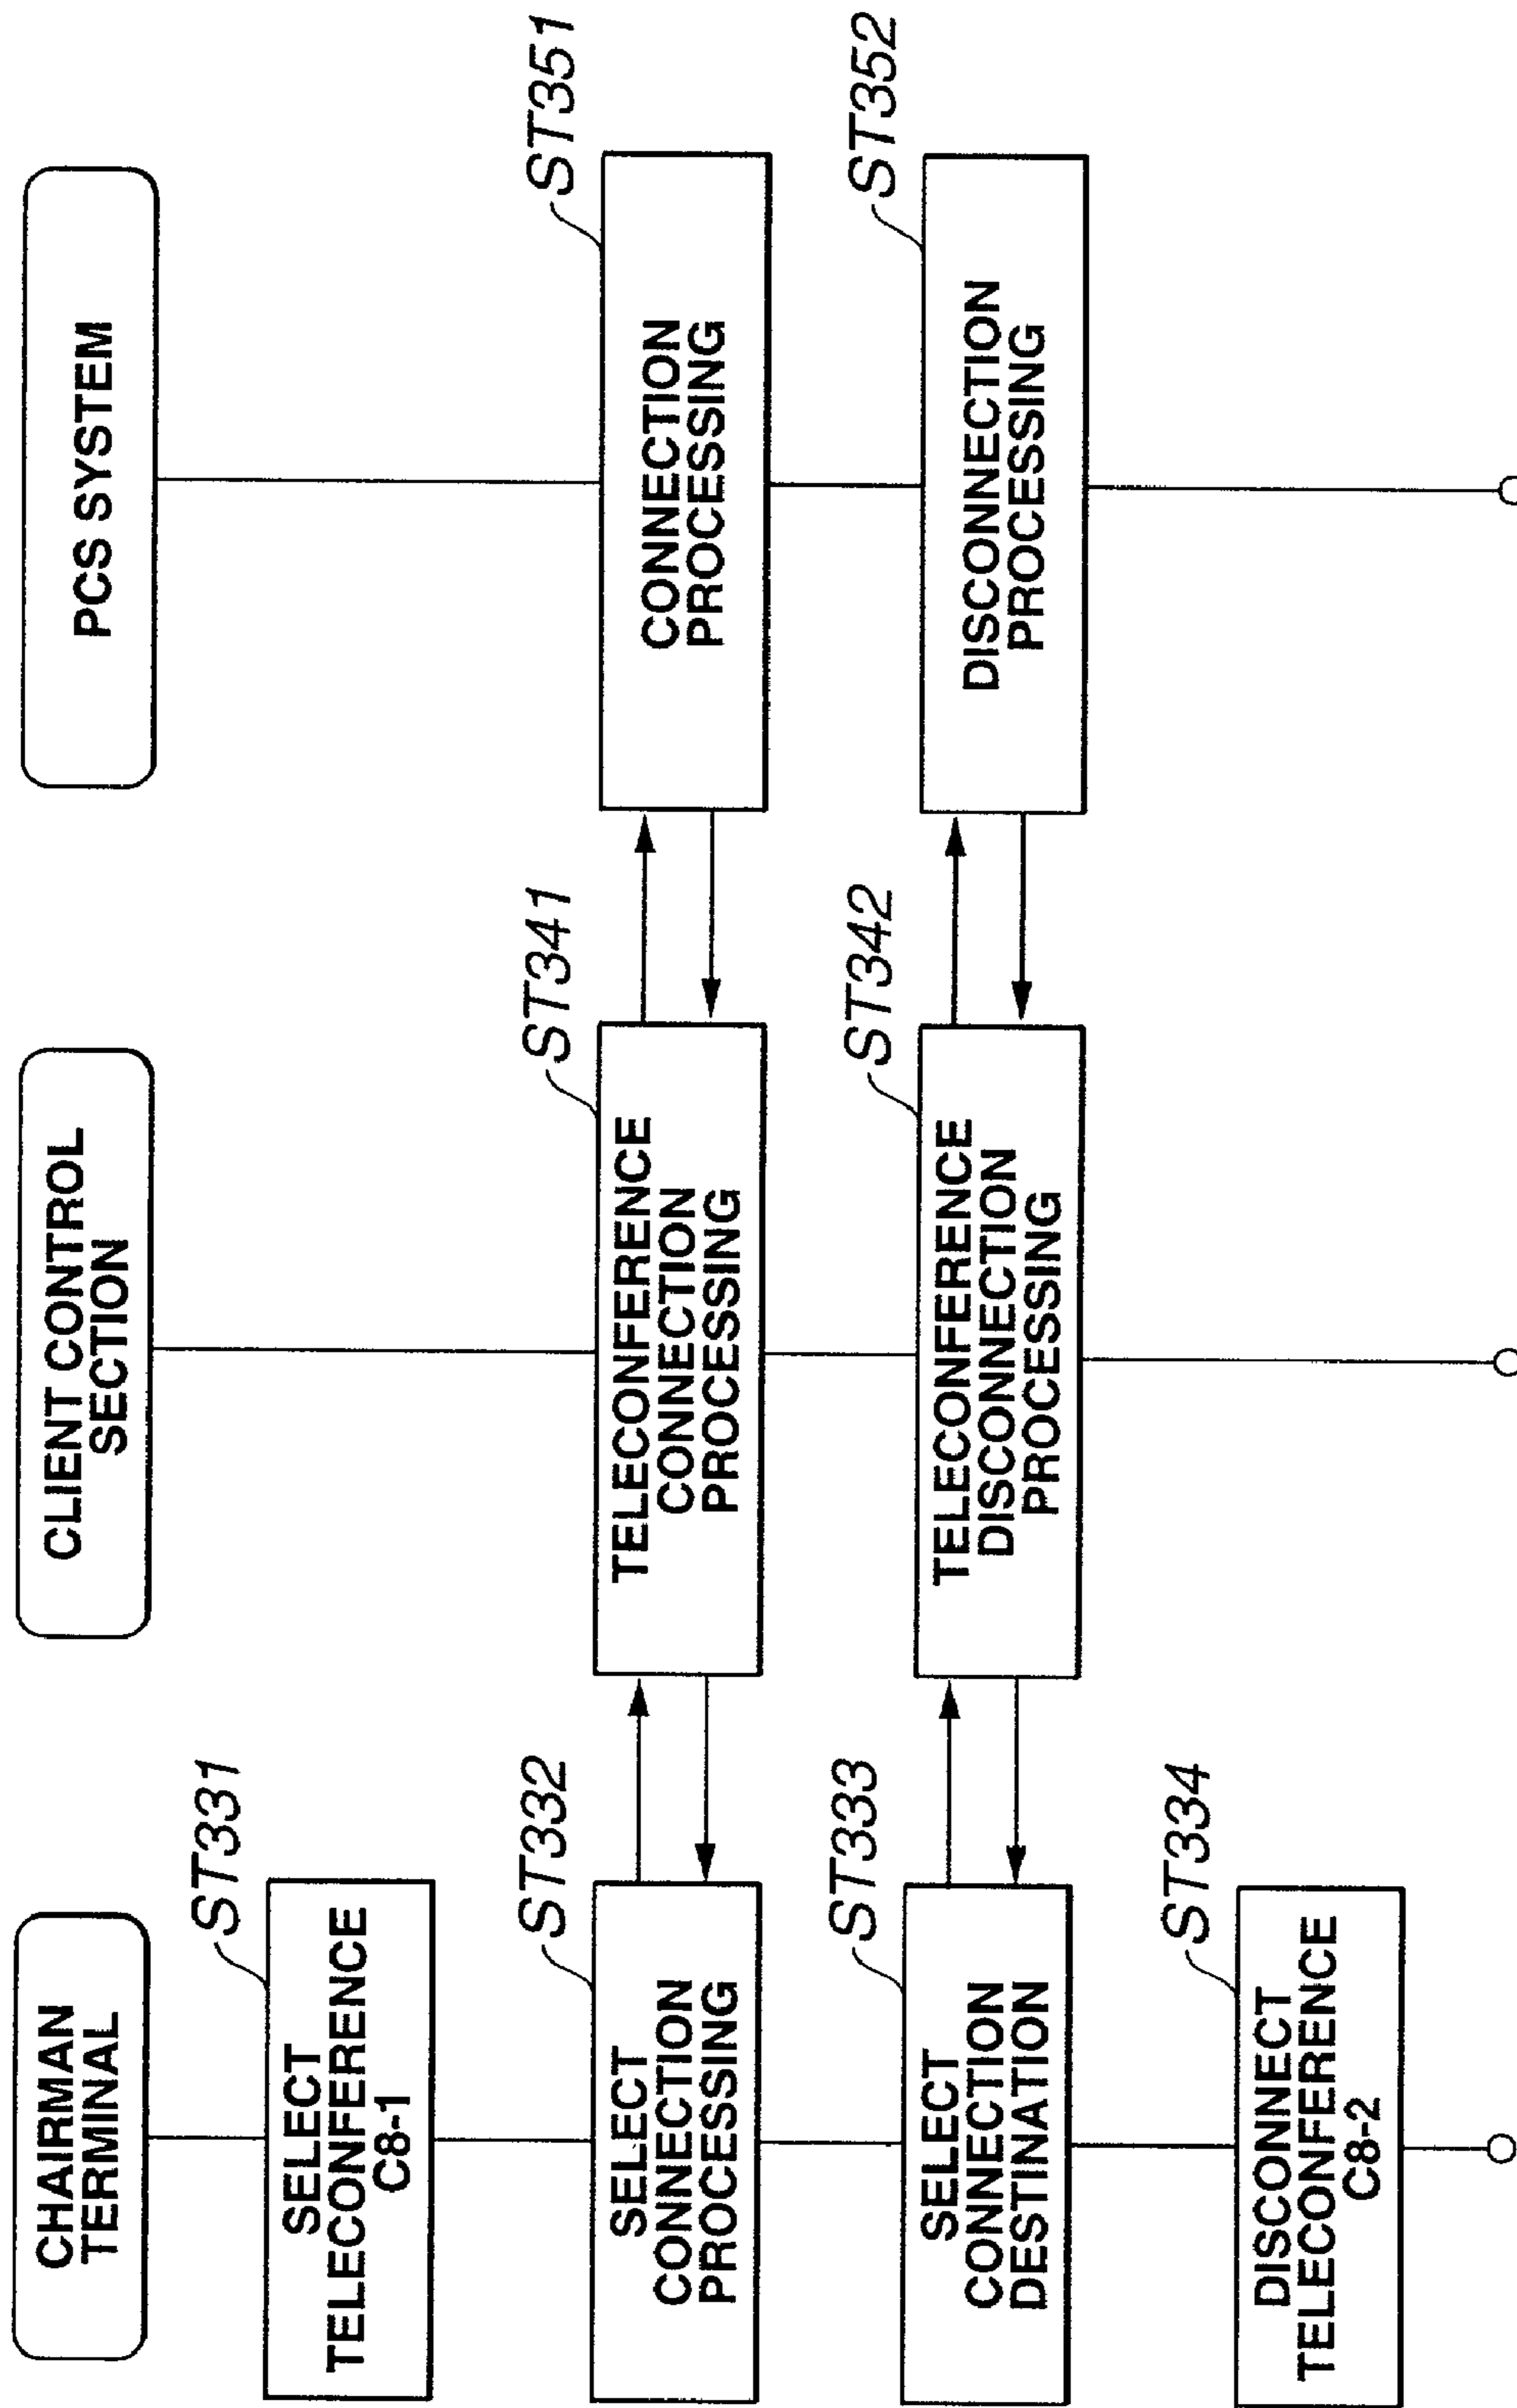 CHAIRMAN
TERMINAL
CLIENT CONTROL
SECTION
PCS SYSTEM
ST331
SELECT
TELECONFERENCE
C8-1
ST332
SELECT
CONNECTION
PROCESSING
ST341
TELECONFERENCE
CONNECTION
PROCESSING
ST351
CONNECTION
PROCESSING
ST333
SELECT
CONNECTION
DESTINATION
ST342
TELECONFERENCE
DISCONNECTION
PROCESSING
ST352
DISCONNECTION
PROCESSING
ST334
DISCONNECT
TELECONFERENCE
C8-2